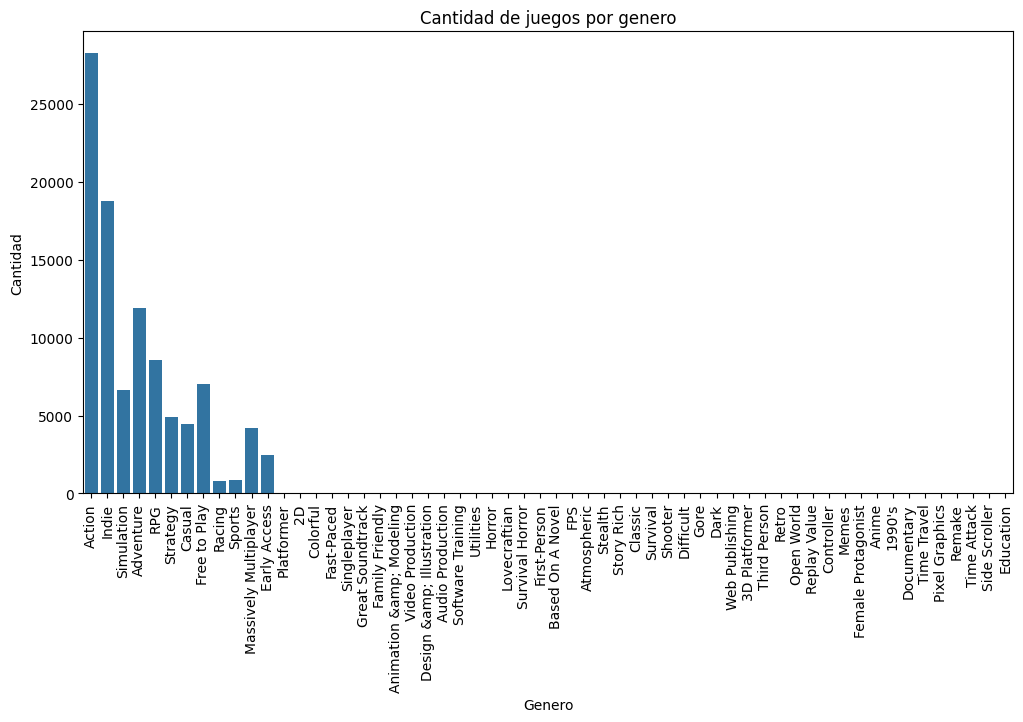 Cantidad de juegos por genero
Cantidad
25000
20000
15000
10000
5000
0
Action
Indie
Simulation
Adventure
RPG
Strategy
Casual
Free to Play
Racing
Sports
Massively Multiplayer
Early Access
Platformer
2D
Colorful
Fast-Paced
Singleplayer
Great Soundtrack
Family Friendly
Animation &amp; Modeling
Video Production
Design &amp; Illustration
Audio Production
Software Training
Utilities
Horror
Lovecraftian
Survival Horror
First-Person
Based On A Novel
FPS
Atmospheric
Stealth
Story Rich
Classic
Survival
Shooter
Difficult
Gore
Dark
Web Publishing
3D Platformer
Third Person
Retro
Open World
Replay Value
Controller
Memes
Female Protagonist
Anime
1990's
Documentary
Time Travel
Pixel Graphics
Remake
Time Attack
Side Scroller
Education
Genero